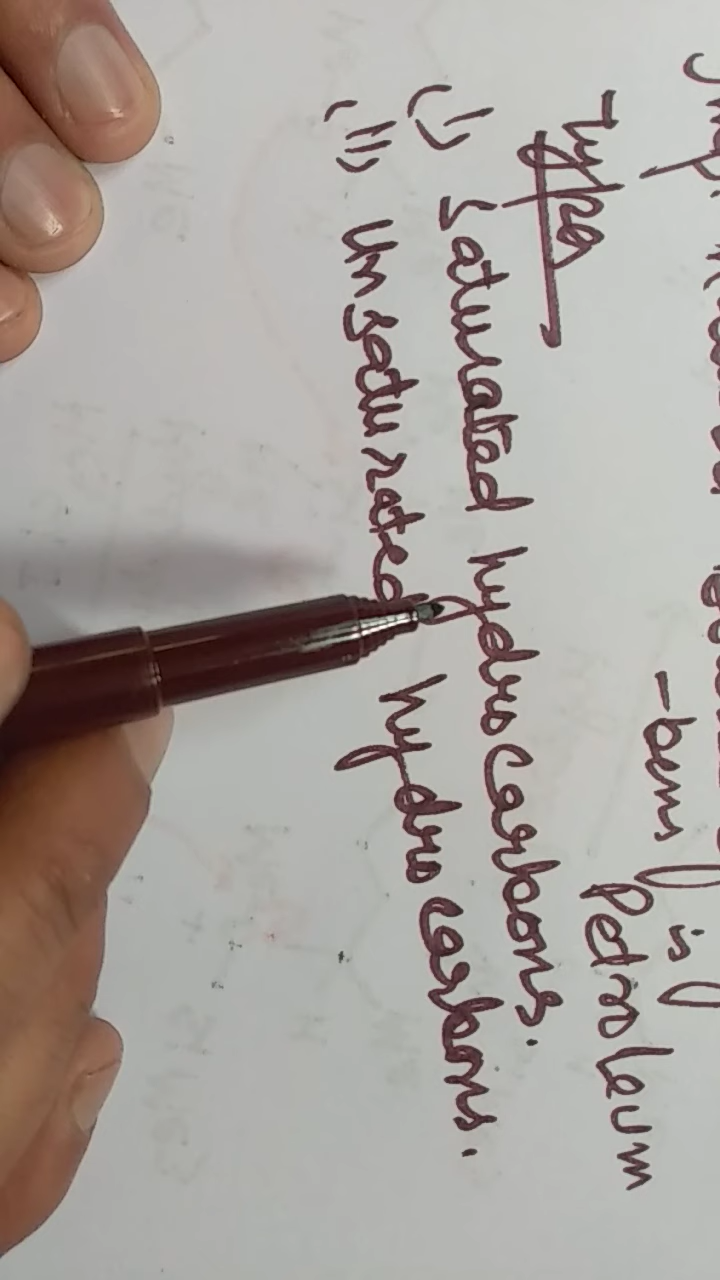 -bons is
Petroleum
Types
(i) Saturated hydrocarbons.
(ii) Unsaturated hydrocarbons.